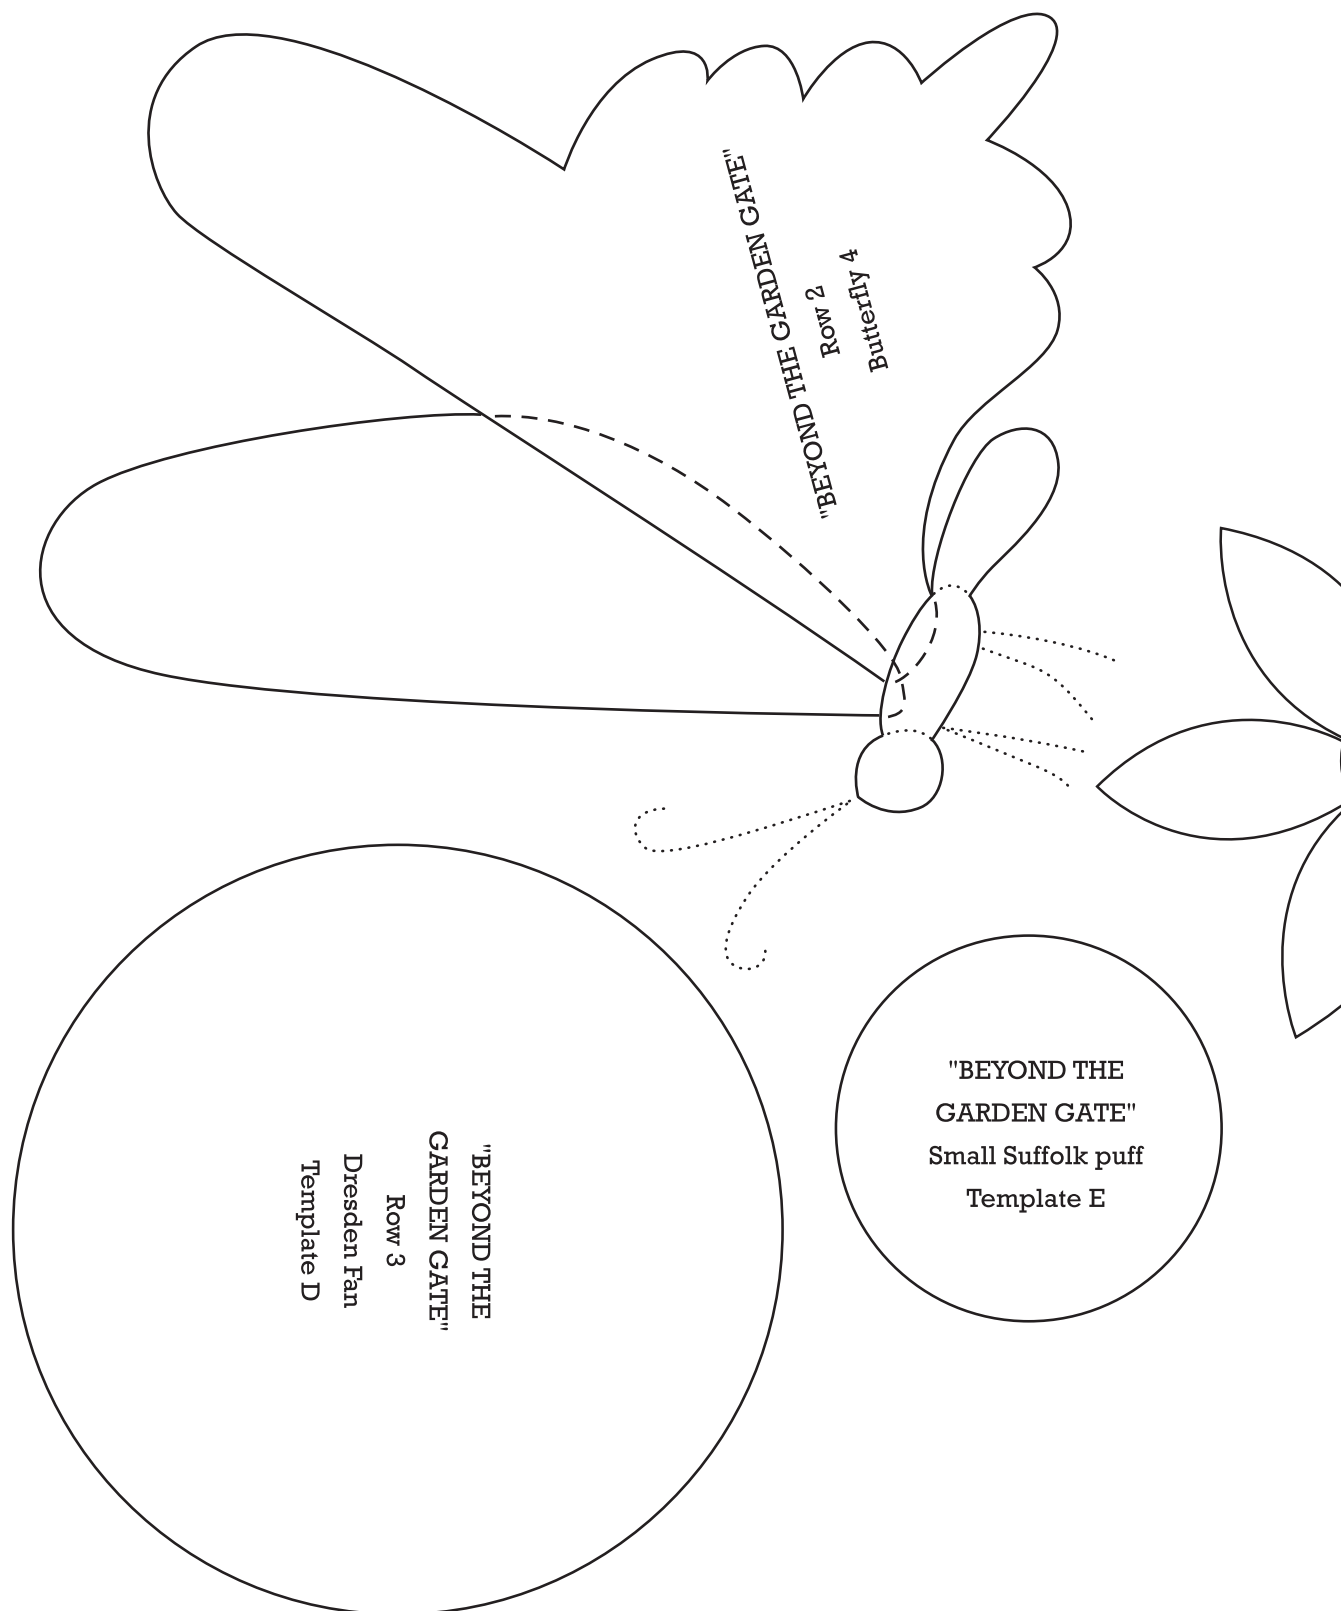 "BEYOND THE GARDEN GATE"
Row 2
Butterfly 4
"BEYOND THE
GARDEN GATE"
Row 3
Dresden Fan
Template D
"BEYOND THE
GARDEN GATE"
Small Suffolk puff
Template E